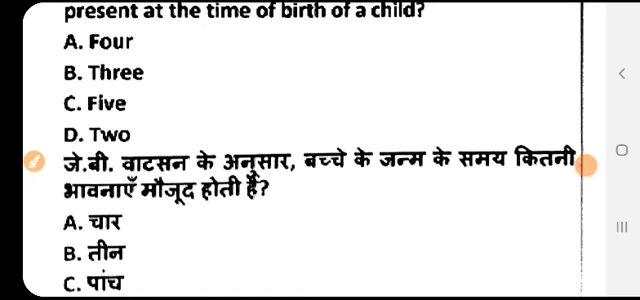 present at the time of birth of a child?
A. Four
B. Three
C. Five
D. Two
जे.बी. वाटसन के अनुसार, बच्चे के जन्म के समय कितनी
भावनाएँ मौजूद होती हैं?
A. चार
B. तीन
C. पांच